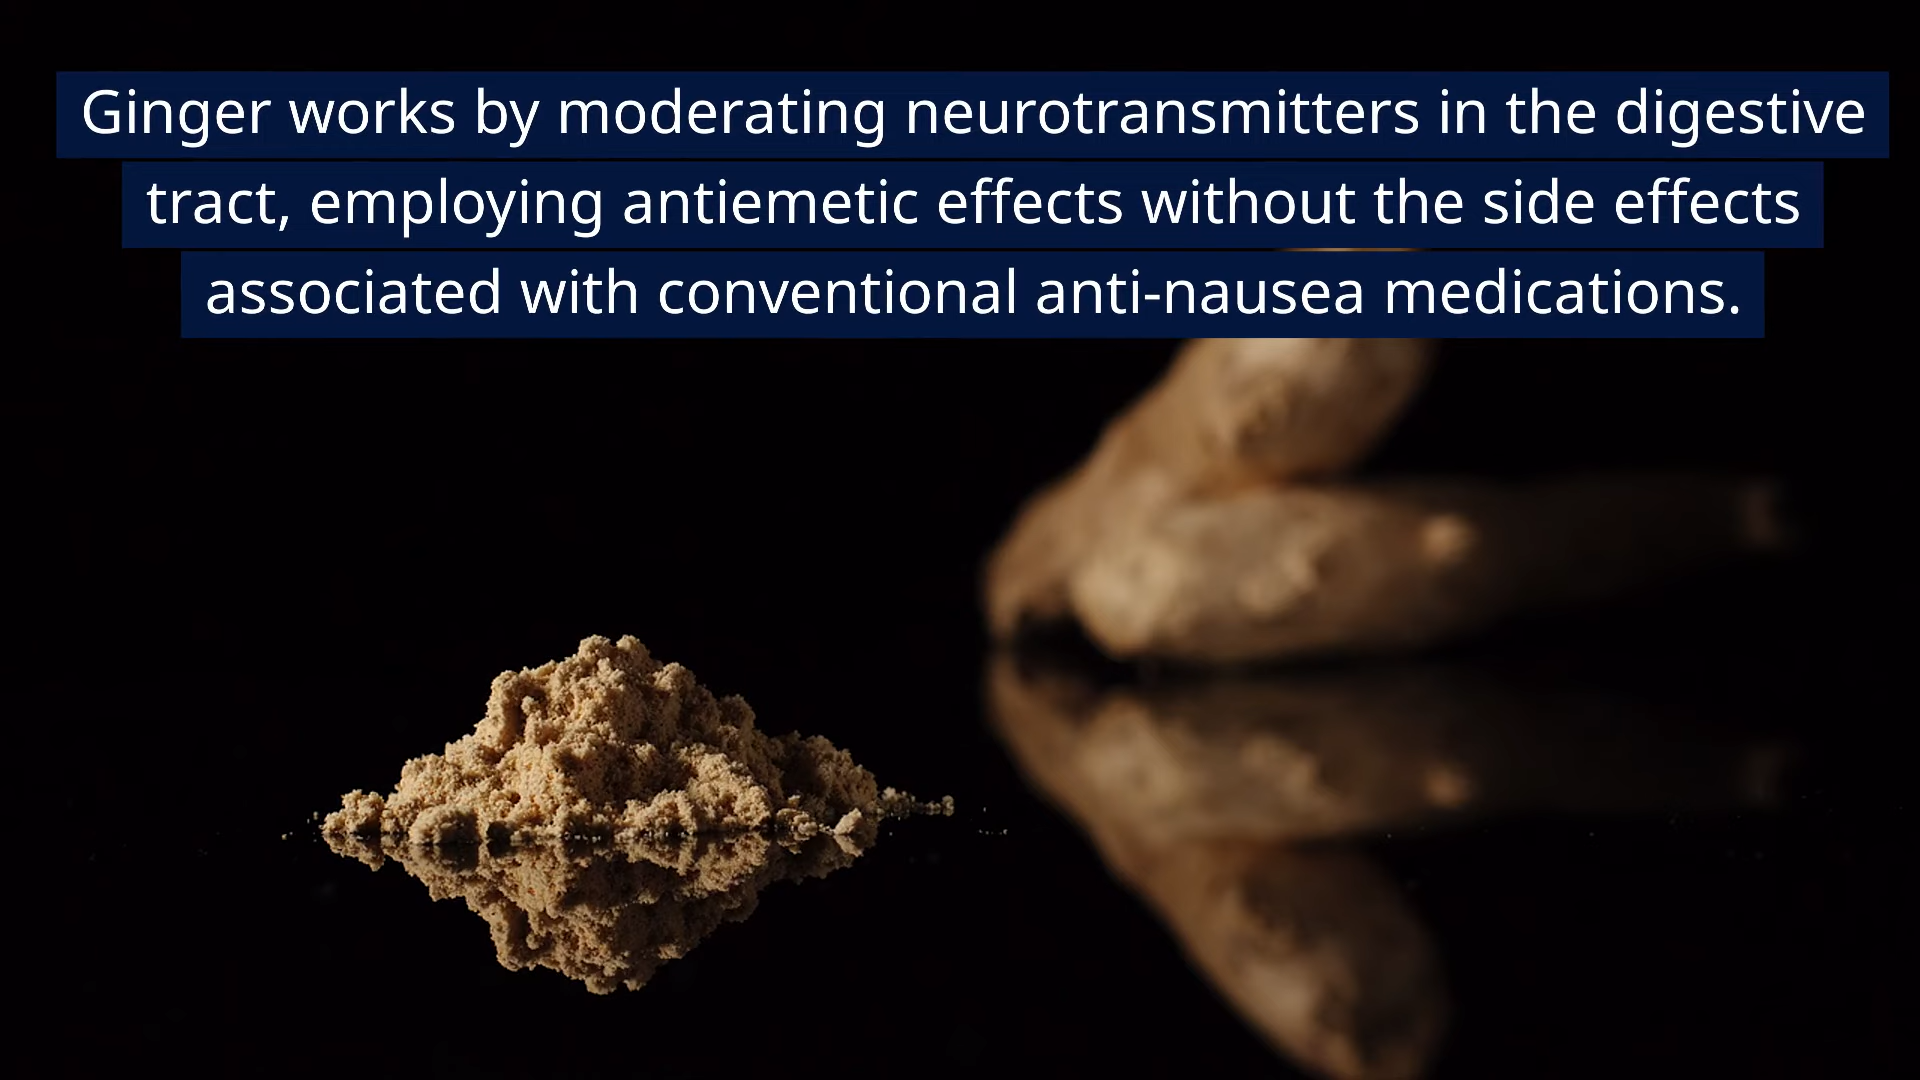 Ginger works by moderating neurotransmitters in the digestive
tract, employing antiemetic effects without the side effects
associated with conventional anti-nausea medications.